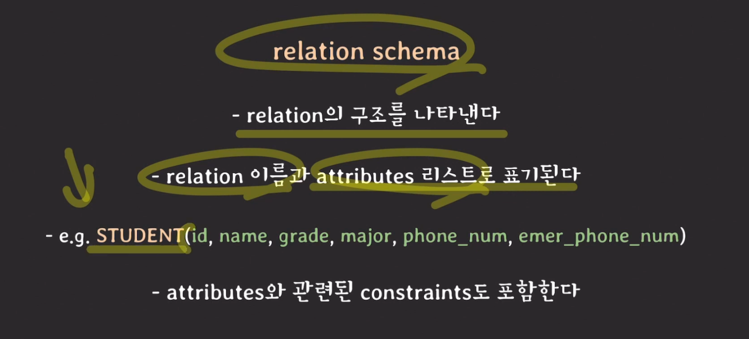 relation schema
- relation의 구조를 나타낸다
- relation 이름과 attributes 리스트로 표기된다
- e.g. STUDENT(id, name, grade, major, phone_num, emer_phone_num)
- attributes와 관련된 constraints도 포함한다